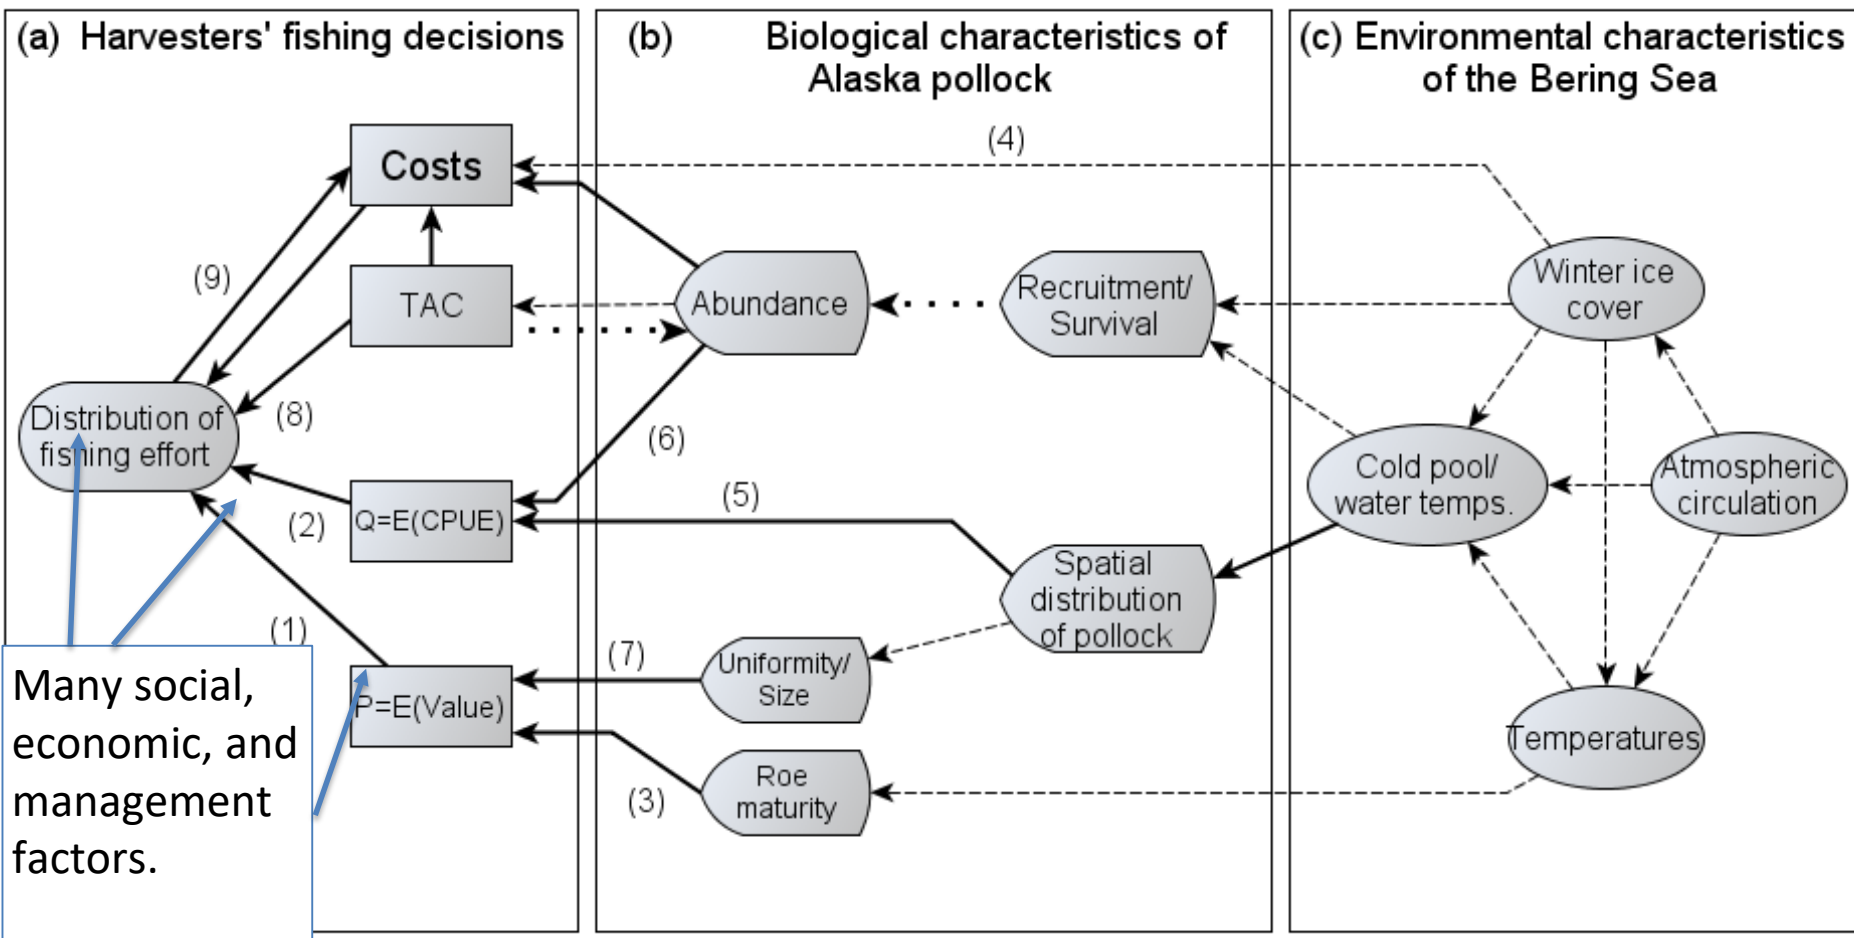 (a) Harvesters' fishing decisions
Costs
(9)
TAC
Distribution of
fishing effort
(8)
Q=E(CPUE)
(2)
(1)
P=E(Value)
Many social,
economic, and
management
factors.
(b) Biological characteristics of
Alaska pollock
(4)
Abundance
Recruitment/
Survival
(6)
(5)
Spatial
distribution
of pollock
(7)
Uniformity/
Size
(3)
Roe
maturity
(c) Environmental characteristics
of the Bering Sea
Winter ice
cover
Cold pool/
water temps.
Atmospheric
circulation
Temperatures